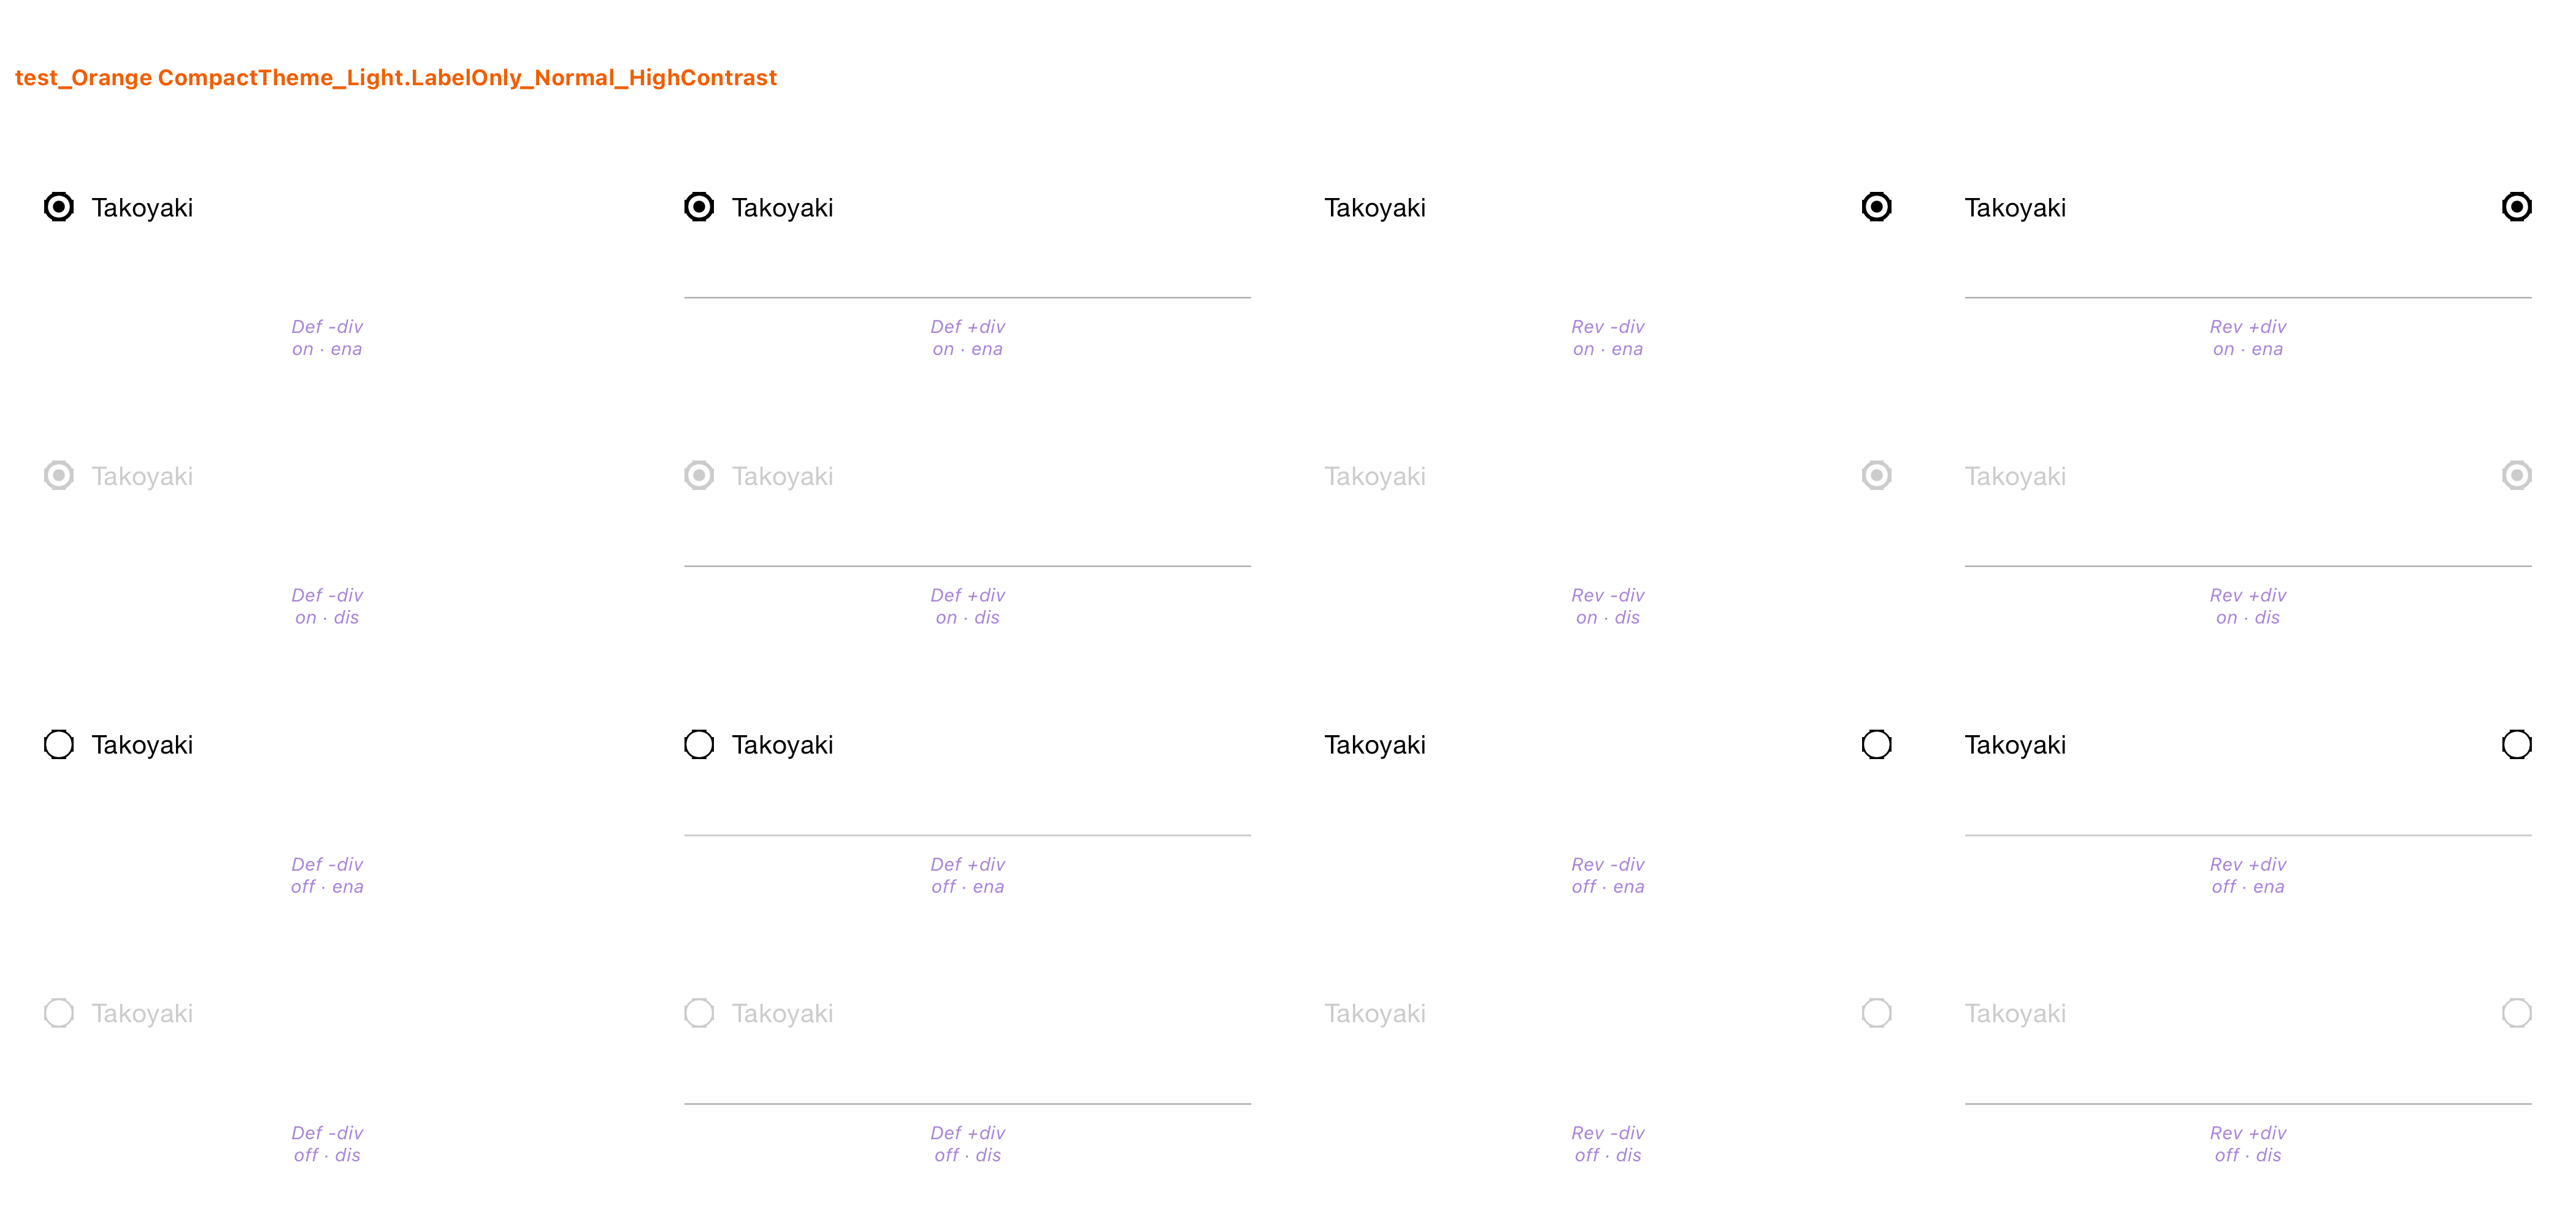 test_Orange CompactTheme_Light.LabelOnly_Normal_HighContrast
Takoyaki
Takoyaki
Takoyaki
Takoyaki
Def -div
on · ena
Def +div
on · ena
Rev -div
on · ena
Rev +div
on · ena
Takoyaki
Takoyaki
Takoyaki
Takoyaki
Def -div
on · dis
Def +div
on · dis
Rev -div
on · dis
Rev +div
on · dis
Takoyaki
Takoyaki
Takoyaki
Takoyaki
Def -div
off · ena
Def +div
off · ena
Rev -div
off · ena
Rev +div
off · ena
Takoyaki
Takoyaki
Takoyaki
Takoyaki
Def -div
off · dis
Def +div
off · dis
Rev -div
off · dis
Rev +div
off · dis